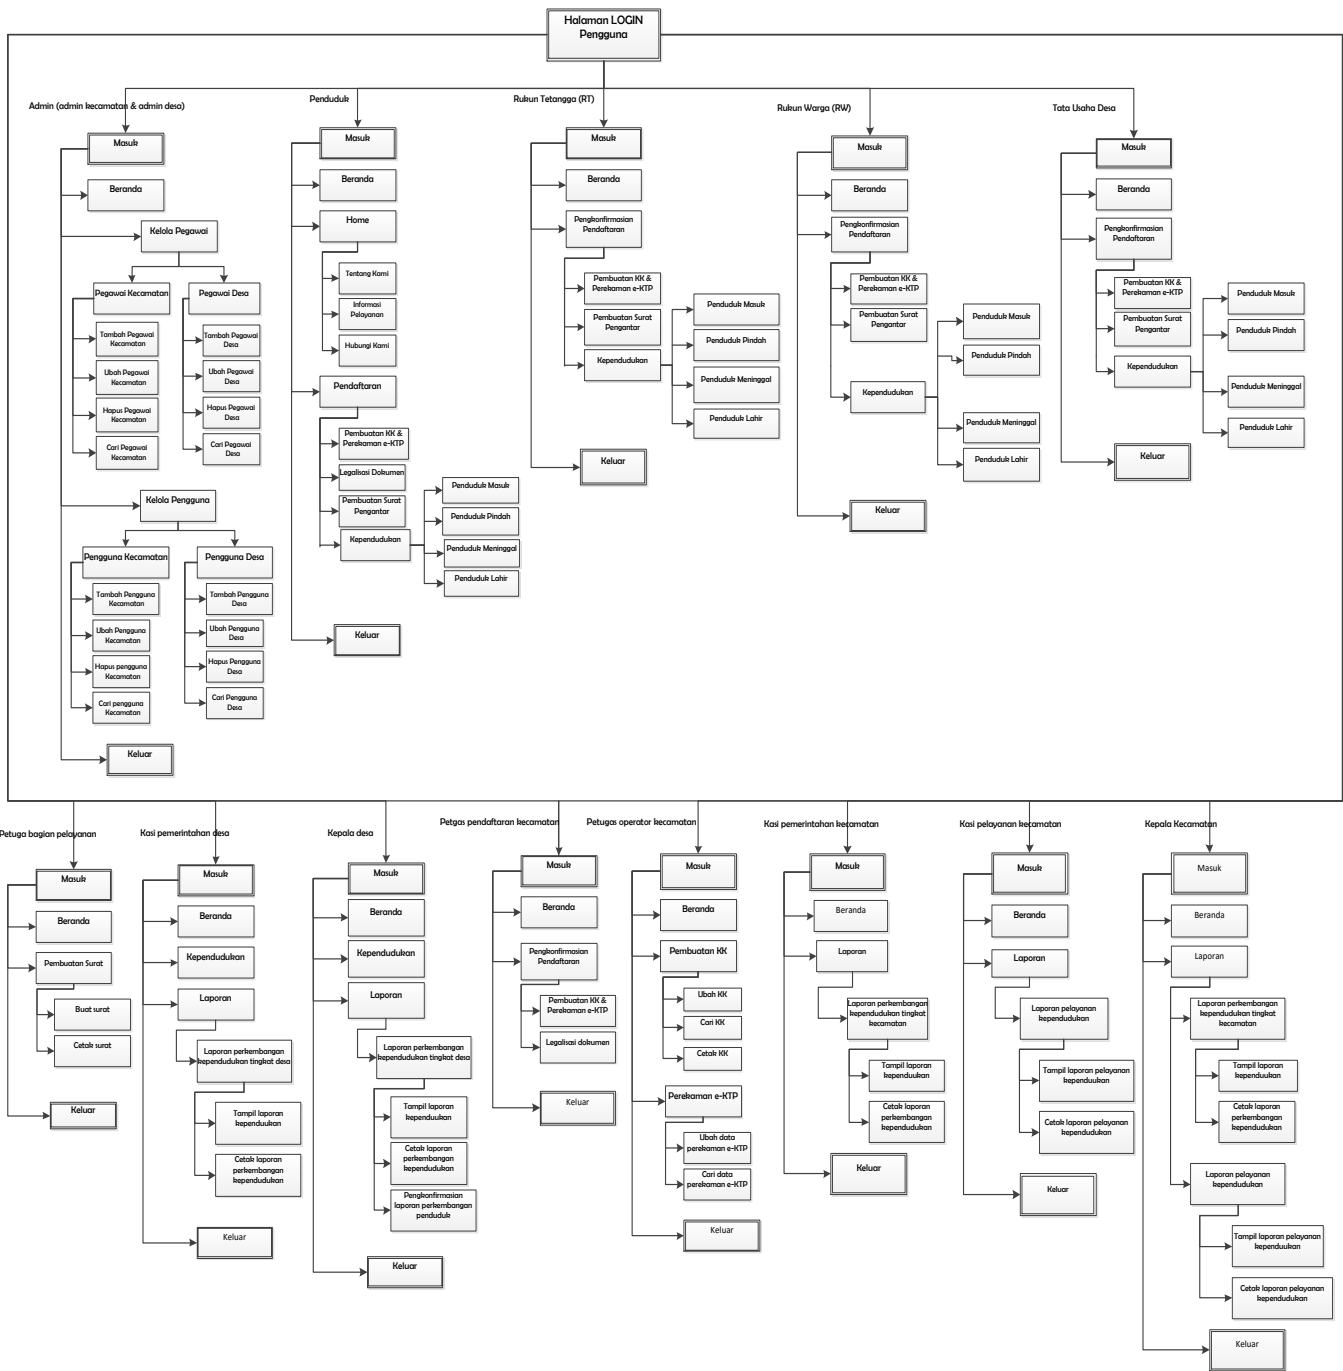 Halaman LOGIN
Pengguna
Admin (admin kecamatan & admin desa)
Masuk
Beranda
Kelola Pegawai
Pegawai Kecamatan
Tambah Pegawai
Kecamatan
Ubah Pegawai
Kecamatan
Hapus Pegawai
Kecamatan
Cari Pegawai
Kecamatan
Pegawai Desa
Tambah Pegawai
Desa
Ubah Pegawai
Desa
Hapus Pegawai
Desa
Cari Pegawai
Desa
Kelola Pengguna
Pengguna Kecamatan
Tambah Pengguna
Kecamatan
Ubah Pengguna
Kecamatan
Hapus pengguna
Kecamatan
Cari pengguna
Kecamatan
Pengguna Desa
Tambah Pengguna
Desa
Ubah Pengguna
Desa
Hapus Pengguna
Desa
Cari Pengguna
Desa
Keluar
Penduduk
Masuk
Beranda
Home
Tentang Kami
Informasi
Pelayanan
Hubungi Kami
Pendaftaran
Pembuatan KK &
Perekaman e-KTP
Legalisasi Dokumen
Pembuatan Surat
Pengantar
Kependudukan
Penduduk Masuk
Penduduk Pindah
Penduduk Meninggal
Penduduk Lahir
Keluar
Rukun Tetangga (RT)
Masuk
Beranda
Pengkonfirmasian
Pendaftaran
Pembuatan KK &
Perekaman e-KTP
Pembuatan Surat
Pengantar
Kependudukan
Penduduk Masuk
Penduduk Pindah
Penduduk Meninggal
Penduduk Lahir
Keluar
Rukun Warga (RW)
Masuk
Beranda
Pengkonfirmasian
Pendaftaran
Pembuatan KK &
Perekaman e-KTP
Pembuatan Surat
Pengantar
Kependudukan
Penduduk Masuk
Penduduk Pindah
Penduduk Meninggal
Penduduk Lahir
Keluar
Tata Usaha Desa
Masuk
Beranda
Pengkonfirmasian
Pendaftaran
Pembuatan KK &
Perekaman e-KTP
Pembuatan Surat
Pengantar
Kependudukan
Penduduk Masuk
Penduduk Pindah
Penduduk Meninggal
Penduduk Lahir
Keluar
Petuga bagian pelayanan
Masuk
Beranda
Pembuatan Surat
Buat surat
Cetak surat
Keluar
Kasi pemerintahan desa
Masuk
Beranda
Kependudukan
Laporan
Laporan perkembangan
kependudukan tingkat desa
Tampil laporan
kependuukan
Cetak laporan
perkembangan
kependudukan
Keluar
Kepala desa
Masuk
Beranda
Kependudukan
Laporan
Laporan perkembangan
kependudukan tingkat desa
Tampil laporan
kependuukan
Cetak laporan
perkembangan
kependudukan
Pengkonfirmasian
laporan perkembangan
penduduk
Keluar
Petgas pendaftaran kecamatan
Masuk
Beranda
Pengkonfirmasian
Pendaftaran
Pembuatan KK &
Perekaman e-KTP
Legalisasi dokumen
Keluar
Petugas operator kecamatan
Masuk
Beranda
Pembuatan KK
Ubah KK
Cari KK
Cetak KK
Perekaman e-KTP
Ubah data
perekaman e-KTP
Cari data
perekaman e-KTP
Keluar
Kasi pemerintahan kecamatan
Masuk
Beranda
Laporan
Laporan perkembangan
kependudukan tingkat
kecamatan
Tampil laporan
kependuukan
Cetak laporan
perkembangan
kependudukan
Keluar
Kasi pelayanan kecamatan
Masuk
Beranda
Laporan
Laporan pelayanan
kependudukan
Tampil laporan pelayanan
kependuukan
Cetak laporan pelayanan
kependudukan
Keluar
Kepala Kecamatan
Masuk
Beranda
Laporan
Laporan perkembangan
kependudukan tingkat
kecamatan
Tampil laporan
kependuukan
Cetak laporan
perkembangan
kependudukan
Laporan pelayanan
kependudukan
Tampil laporan pelayanan
kependuukan
Cetak laporan pelayanan
kependudukan
Keluar